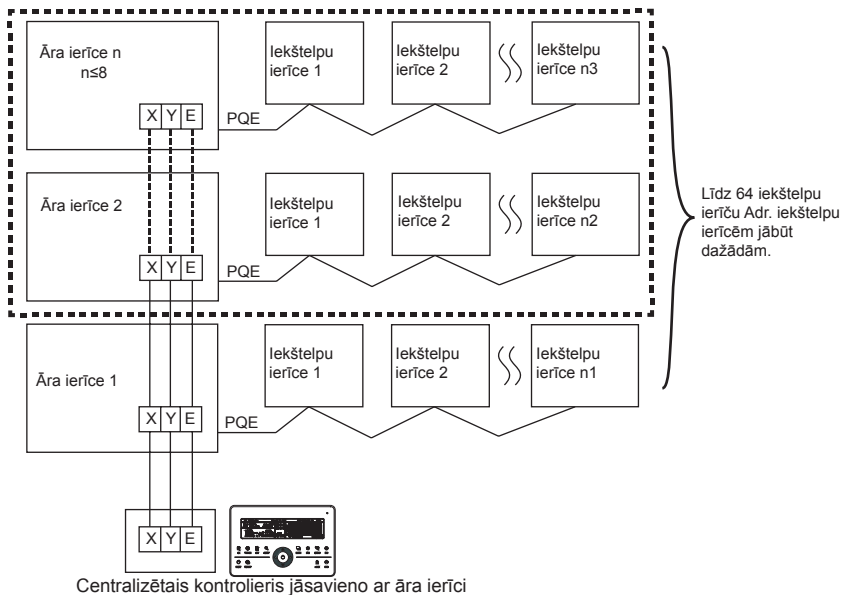 Āra ierīce n
n≤8
X Y E
PQE
Iekštelpu
ierīce 1
Iekštelpu
ierīce 2
Iekštelpu
ierīce n3
Āra ierīce 2
X Y E
PQE
Iekštelpu
ierīce 1
Iekštelpu
ierīce 2
Iekštelpu
ierīce n2
Līdz 64 iekštelpu
ierīču Adr. iekštelpu
ierīcēm jābūt
dažādām.
Āra ierīce 1
X Y E
PQE
Iekštelpu
ierīce 1
Iekštelpu
ierīce 2
Iekštelpu
ierīce n1
X Y E
Centralizētais kontrolieris jāsavieno ar āra ierīci